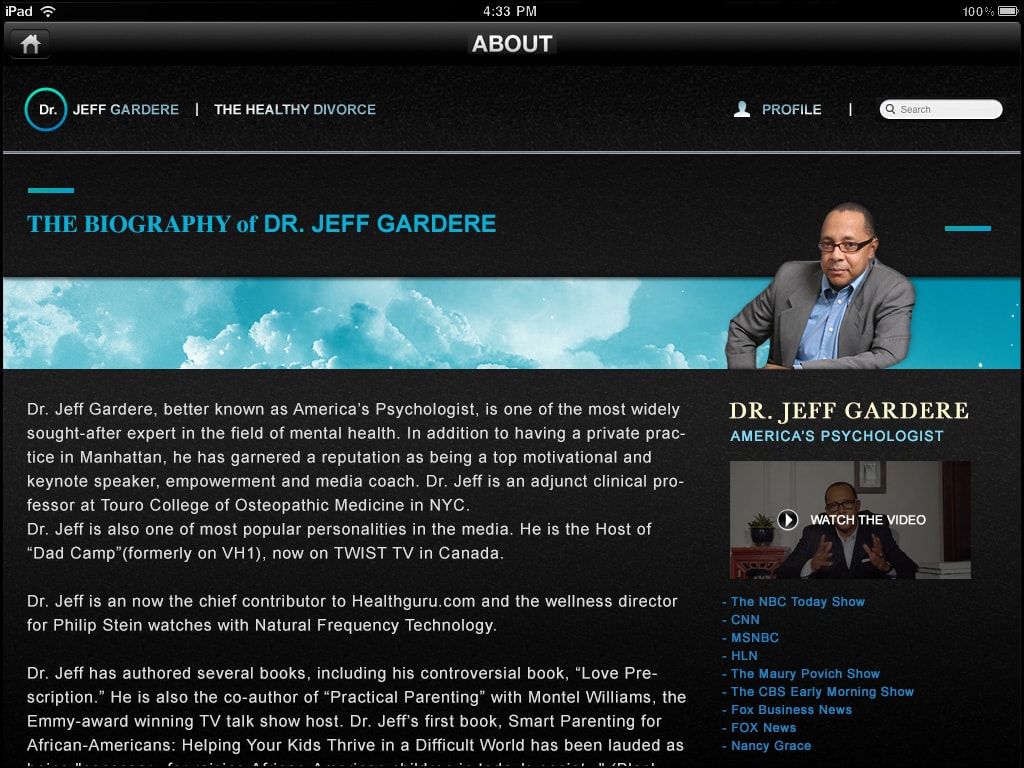 iPad 4:33 PM 100%
ABOUT
Dr. JEFF GARDERE | THE HEALTHY DIVORCE PROFILE | Search
THE BIOGRAPHY of DR. JEFF GARDERE
Dr. Jeff Gardere, better known as America’s Psychologist, is one of the most widely
sought-after expert in the field of mental health. In addition to having a private prac-
tice in Manhattan, he has garnered a reputation as being a top motivational and
keynote speaker, empowerment and media coach. Dr. Jeff is an adjunct clinical pro-
fessor at Touro College of Osteopathic Medicine in NYC.
Dr. Jeff is also one of most popular personalities in the media. He is the Host of
“Dad Camp”(formerly on VH1), now on TWIST TV in Canada.
Dr. Jeff is an now the chief contributor to Healthguru.com and the wellness director
for Philip Stein watches with Natural Frequency Technology.
Dr. Jeff has authored several books, including his controversial book, “Love Pre-
scription.” He is also the co-author of “Practical Parenting” with Montel Williams, the
Emmy-award winning TV talk show host. Dr. Jeff’s first book, Smart Parenting for
African-Americans: Helping Your Kids Thrive in a Difficult World has been lauded as
DR. JEFF GARDERE
AMERICA’S PSYCHOLOGIST
WATCH THE VIDEO
- The NBC Today Show
- CNN
- MSNBC
- HLN
- The Maury Povich Show
- The CBS Early Morning Show
- Fox Business News
- FOX News
- Nancy Grace